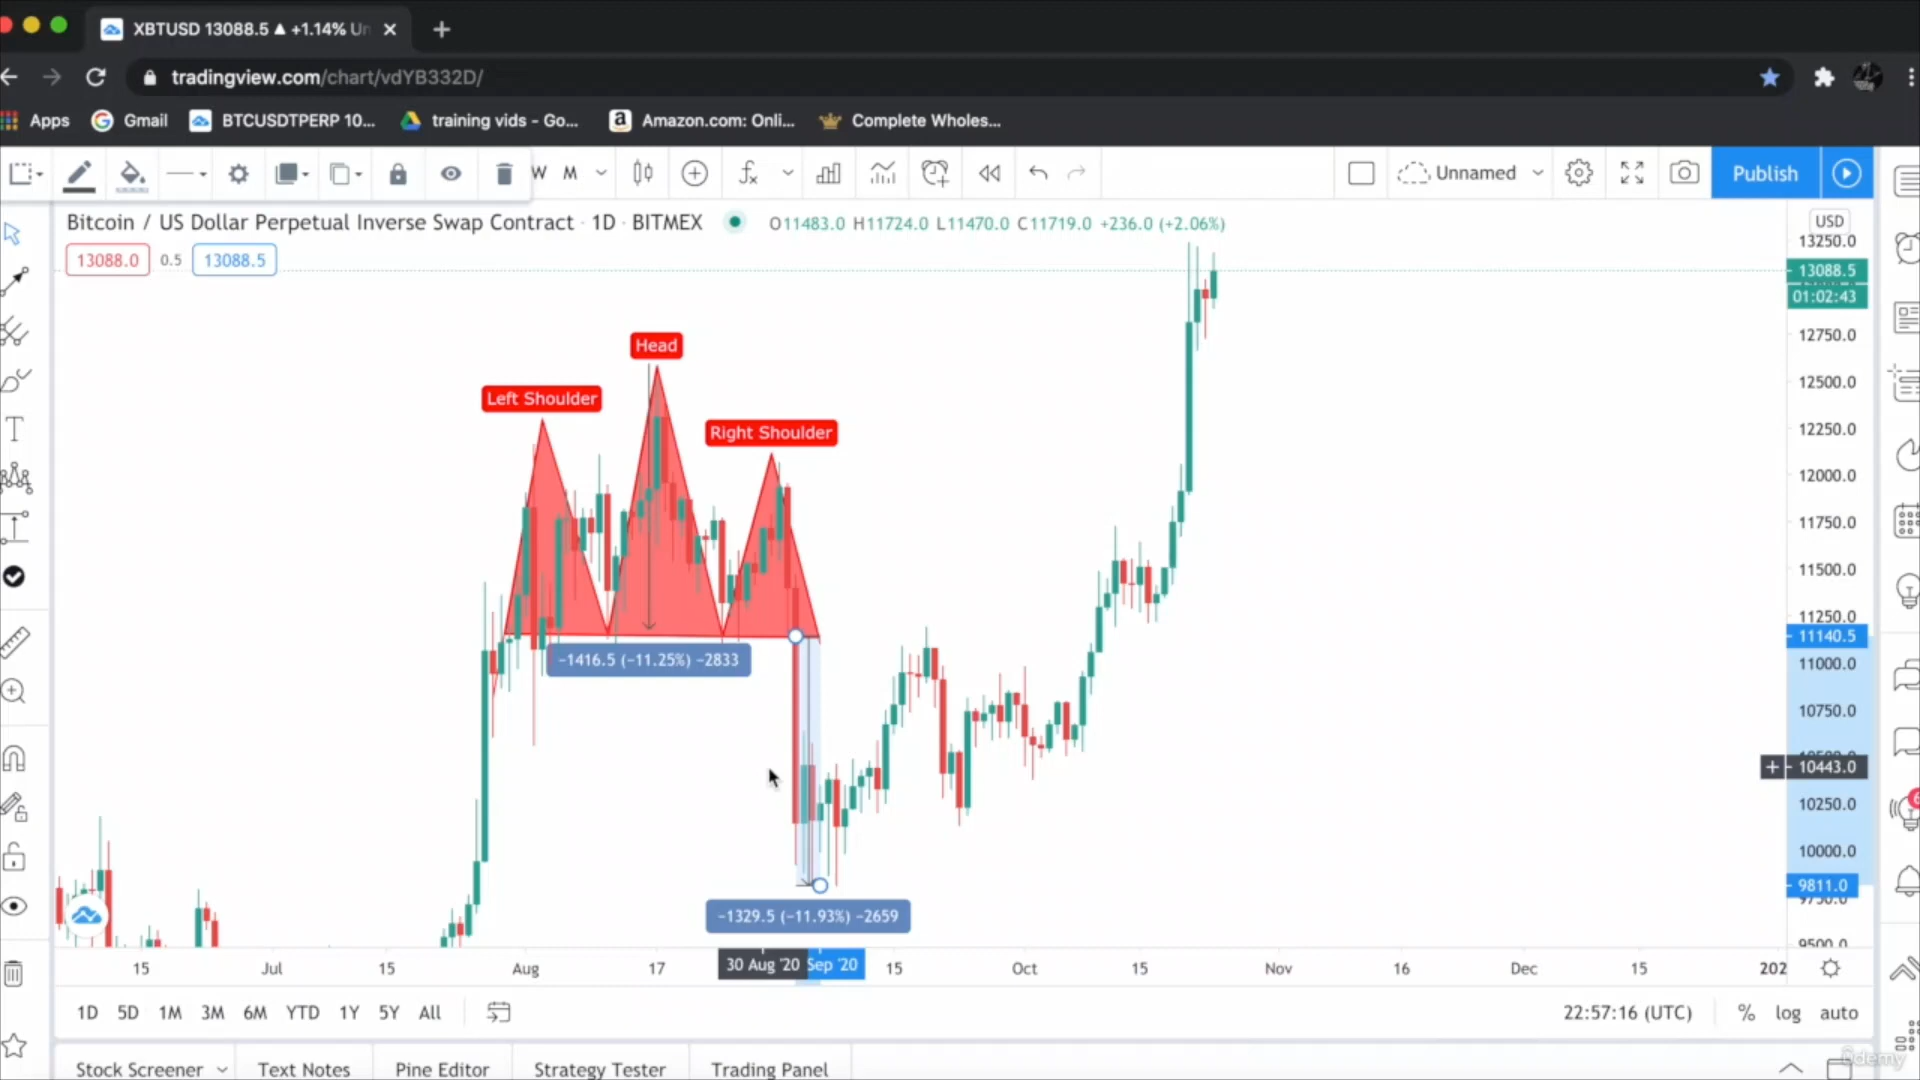 XBTUSD 13088.5 ▲ +1.14% Un
tradingview.com/chart/vdYB332D/
Apps
Gmail
BTCUSDTPERP 10...
training vids - Go...
Amazon.com: Onli...
Complete Wholes...
W M
Unnamed
Publish
Bitcoin / US Dollar Perpetual Inverse Swap Contract · 1D · BITMEX
O11483.0 H11724.0 L11470.0 C11719.0 +236.0 (+2.06%)
13088.0 0.5 13088.5
USD
13250.0
13088.5
01:02:43
12750.0
12500.0
12250.0
12000.0
11750.0
11500.0
11250.0
11140.5
11000.0
10750.0
10443.0
10250.0
10000.0
9811.0
9750.0
9500.0
Head
Left Shoulder
Right Shoulder
−1416.5 (−11.25%) −2833
−1329.5 (−11.93%) −2659
15 Jul 15 Aug 17 30 Aug '20 Sep '20 15 Oct 15 Nov 16 Dec 15 202
1D 5D 1M 3M 6M YTD 1Y 5Y All
22:57:16 (UTC) % log auto
Stock Screener Text Notes Pine Editor Strategy Tester Trading Panel
ûdemy